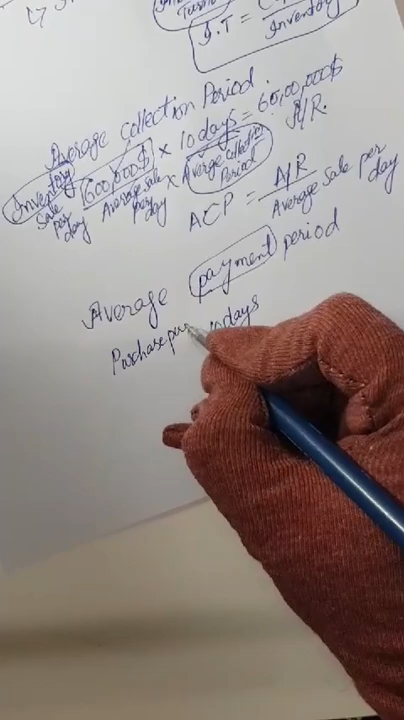 I.T = Inventory
Average Collection Period.
600,000$ × 10 days = 60,00,000$
Inventory Average sale per day × Average collection Period A/R.
Sale per day
ACP = A/R / Average Sale per day
Average payment period
Purchase per 10 days